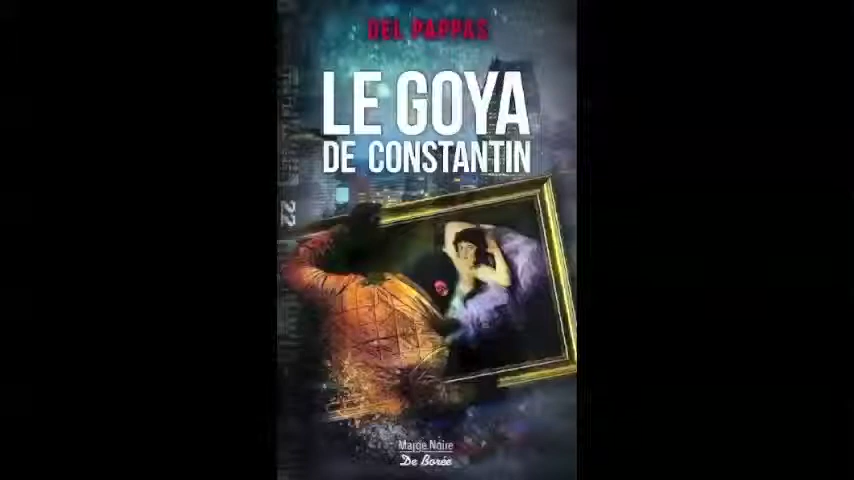 DEL PAPPAS
LE GOYA
DE CONSTANTIN
22
Marge Noire
De Borée